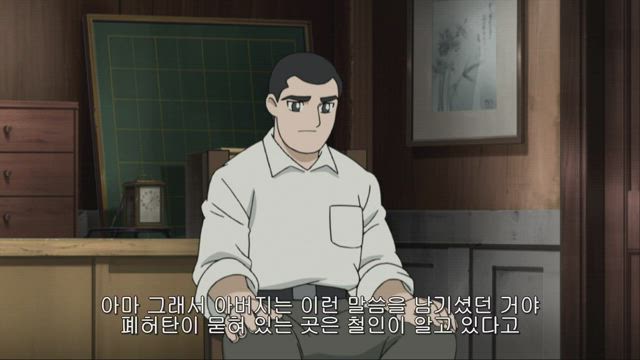 아마 그래서 아버지는 이런 말씀을 남기셨던 거야
폐허탄이 묻혀 있는 곳은 철인이 알고 있다고